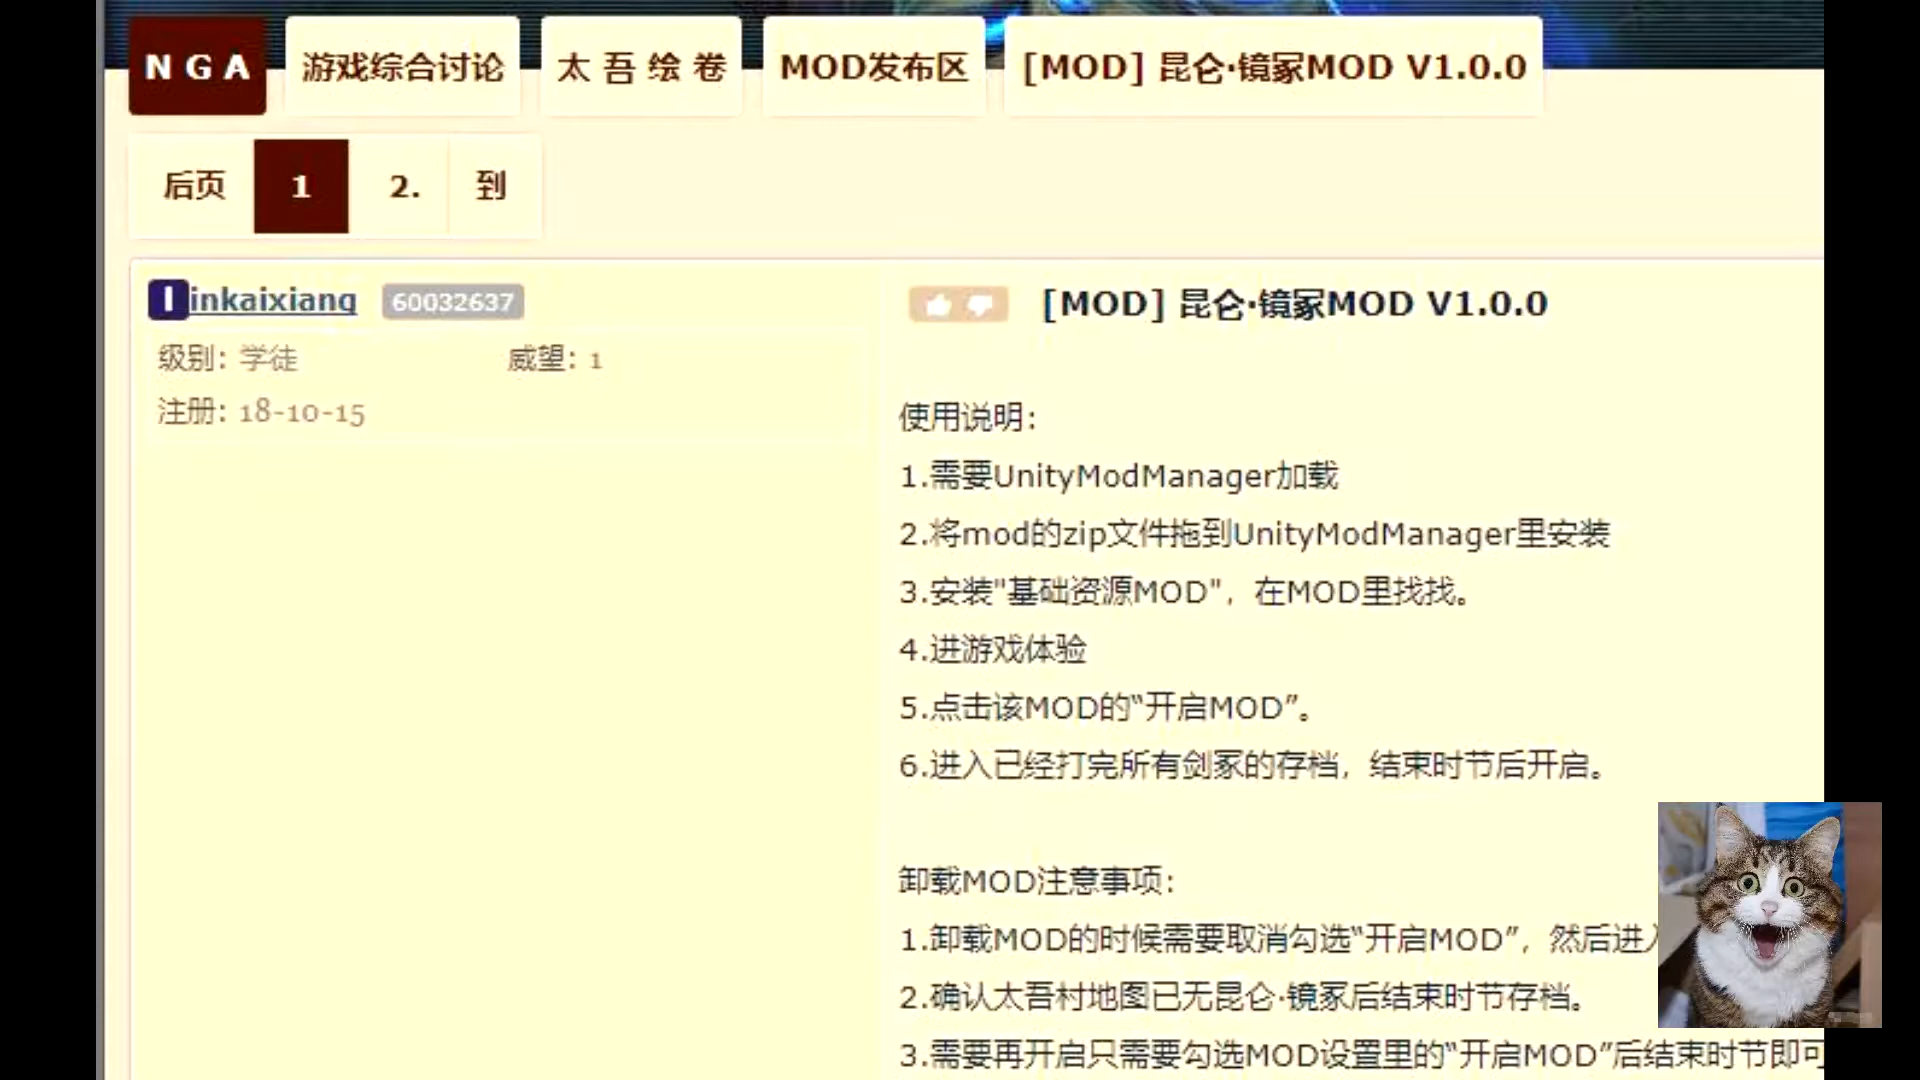 NGA 游戏综合讨论 太吾绘卷 MOD发布区 [MOD] 昆仑·镜冢MOD V1.0.0
后页 1 2. 到
linkaixiang 60032637
级别: 学徒 威望: 1
注册: 18-10-15
[MOD] 昆仑·镜冢MOD V1.0.0
使用说明:
1.需要UnityModManager加载
2.将mod的zip文件拖到UnityModManager里安装
3.安装"基础资源MOD"，在MOD里找找。
4.进游戏体验
5.点击该MOD的“开启MOD”。
6.进入已经打完所有剑冢的存档，结束时节后开启。
卸载MOD注意事项:
1.卸载MOD的时候需要取消勾选“开启MOD”，然后进入
2.确认太吾村地图已无昆仑·镜冢后结束时节存档。
3.需要再开启只需要勾选MOD设置里的“开启MOD”后结束时节即可